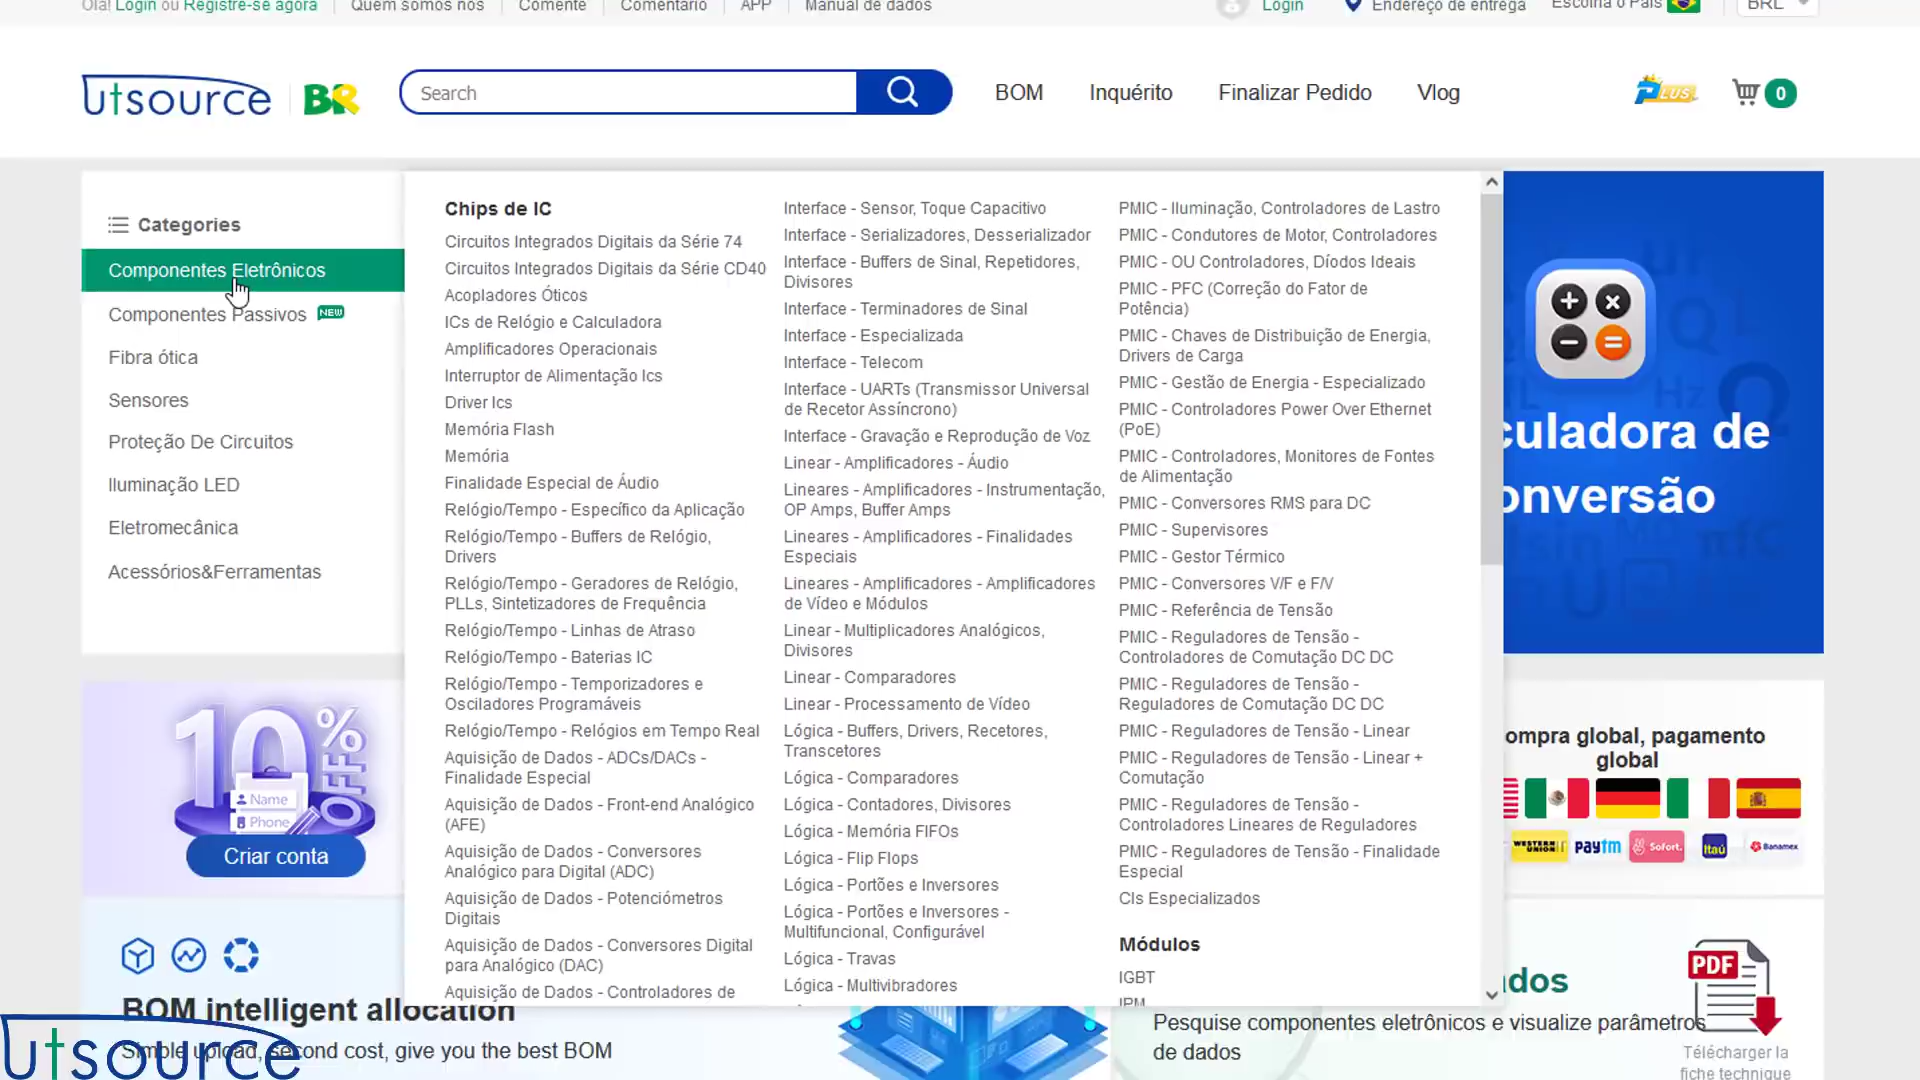 Olá! Login ou Registre-se agora
Quem somos nós
Comente
Comentário
APP
Manual de dados
Login
Endereço de entrega
Escolha o País
BRL
utsource
BR
Search
BOM
Inquérito
Finalizar Pedido
Vlog
PLUS
0
Categories
Componentes Eletrônicos
Componentes Passivos NEW
Fibra ótica
Sensores
Proteção De Circuitos
Iluminação LED
Eletromecânica
Acessórios&Ferramentas
Chips de IC
Circuitos Integrados Digitais da Série 74
Circuitos Integrados Digitais da Série CD40
Acopladores Óticos
ICs de Relógio e Calculadora
Amplificadores Operacionais
Interruptor de Alimentação Ics
Driver Ics
Memória Flash
Memória
Finalidade Especial de Áudio
Relógio/Tempo - Específico da Aplicação
Relógio/Tempo - Buffers de Relógio,
Drivers
Relógio/Tempo - Geradores de Relógio,
PLLs, Sintetizadores de Frequência
Relógio/Tempo - Linhas de Atraso
Relógio/Tempo - Baterias IC
Relógio/Tempo - Temporizadores e
Osciladores Programáveis
Relógio/Tempo - Relógios em Tempo Real
Aquisição de Dados - ADCs/DACs -
Finalidade Especial
Aquisição de Dados - Front-end Analógico
(AFE)
Aquisição de Dados - Conversores
Analógico para Digital (ADC)
Aquisição de Dados - Potenciómetros
Digitais
Aquisição de Dados - Conversores Digital
para Analógico (DAC)
Aquisição de Dados - Controladores de
Interface - Sensor, Toque Capacitivo
Interface - Serializadores, Desserializador
Interface - Buffers de Sinal, Repetidores,
Divisores
Interface - Terminadores de Sinal
Interface - Especializada
Interface - Telecom
Interface - UARTs (Transmissor Universal
de Recetor Assíncrono)
Interface - Gravação e Reprodução de Voz
Linear - Amplificadores - Áudio
Lineares - Amplificadores - Instrumentação,
OP Amps, Buffer Amps
Lineares - Amplificadores - Finalidades
Especiais
Lineares - Amplificadores - Amplificadores
de Vídeo e Módulos
Linear - Multiplicadores Analógicos,
Divisores
Linear - Comparadores
Linear - Processamento de Vídeo
Lógica - Buffers, Drivers, Recetores,
Transcetores
Lógica - Comparadores
Lógica - Contadores, Divisores
Lógica - Memória FIFOs
Lógica - Flip Flops
Lógica - Portões e Inversores
Lógica - Portões e Inversores -
Multifuncional, Configurável
Lógica - Travas
Lógica - Multivibradores
PMIC - Iluminação, Controladores de Lastro
PMIC - Condutores de Motor, Controladores
PMIC - OU Controladores, Díodos Ideais
PMIC - PFC (Correção do Fator de
Potência)
PMIC - Chaves de Distribuição de Energia,
Drivers de Carga
PMIC - Gestão de Energia - Especializado
PMIC - Controladores Power Over Ethernet
(PoE)
PMIC - Controladores, Monitores de Fontes
de Alimentação
PMIC - Conversores RMS para DC
PMIC - Supervisores
PMIC - Gestor Térmico
PMIC - Conversores V/F e F/V
PMIC - Referência de Tensão
PMIC - Reguladores de Tensão -
Controladores de Comutação DC DC
PMIC - Reguladores de Tensão -
Reguladores de Comutação DC DC
PMIC - Reguladores de Tensão - Linear
PMIC - Reguladores de Tensão - Linear +
Comutação
PMIC - Reguladores de Tensão -
Controladores Lineares de Reguladores
PMIC - Reguladores de Tensão - Finalidade
Especial
CIs Especializados
Módulos
IGBT
IPM
culadora de
onversão
10% OFF
Name
Phone
Criar conta
ompra global, pagamento
global
WESTERN UNION
paytm
Sofort.
Itaú
Banamex
BOM intelligent allocation
Simple upload, second cost, give you the best BOM
utsource
dos
Pesquise componentes eletrônicos e visualize parâmetros
de dados
PDF
Télécharger la
fiche technique